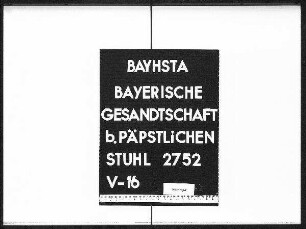 BAYHSTA
BAYERISCHE
GESANDTSCHAFT
b. PÄPSTLiCHEN
STUHL 2752
V-16